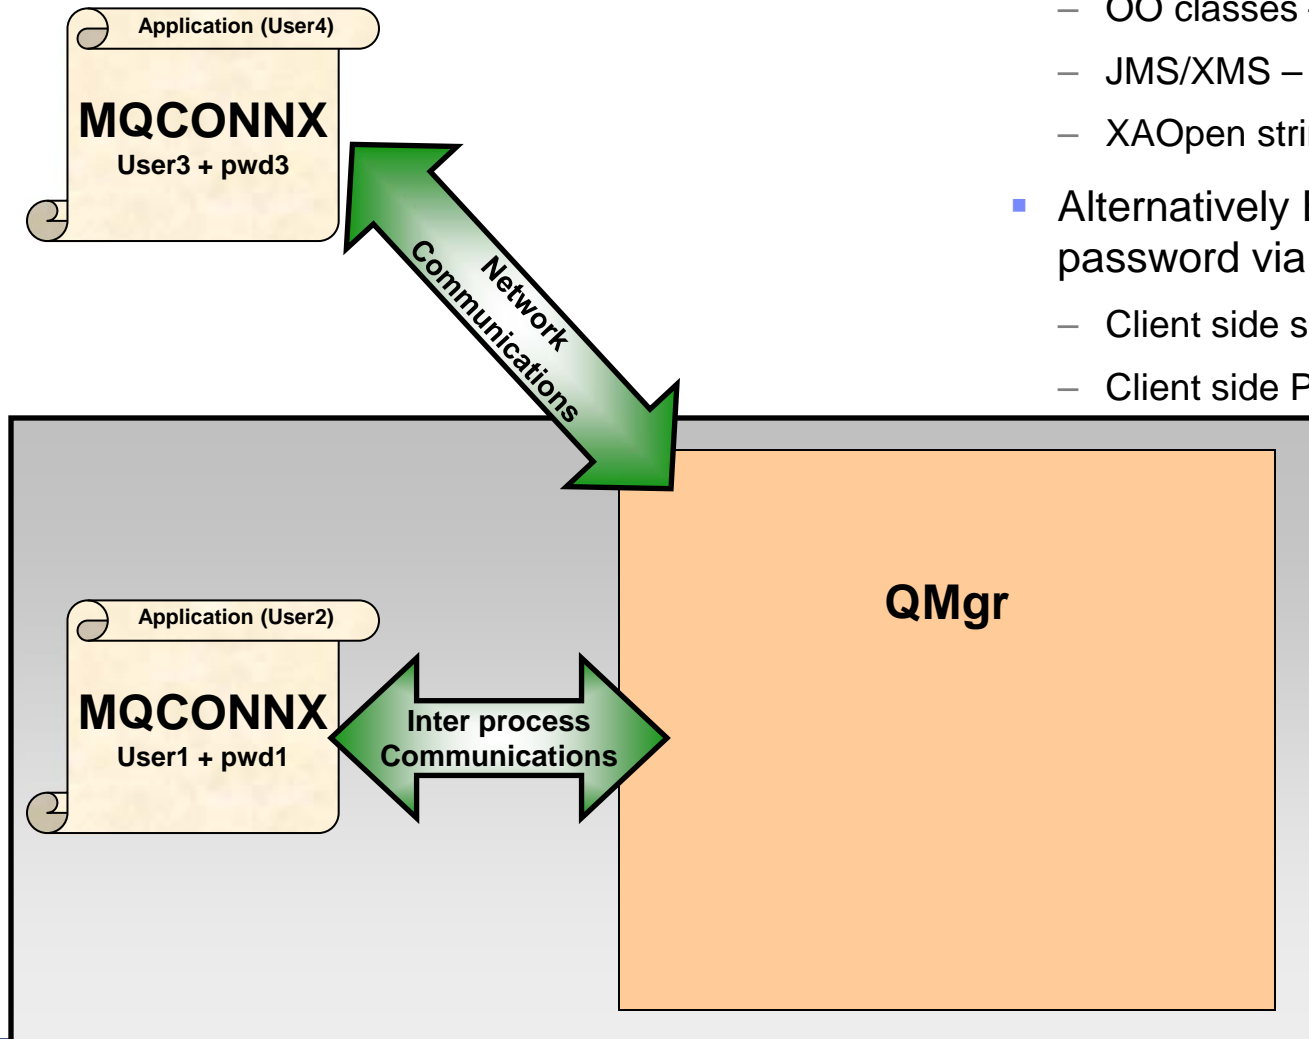 Application (User4)
MQCONNX
User3 + pwd3
– OO classes
– JMS/XMS –
– XAOpen
▪ Alternatively
password via
– Client side
– Client side
Network
Communications
QMgr
Application (User2)
MQCONNX
User1 + pwd1
Inter process
Communications